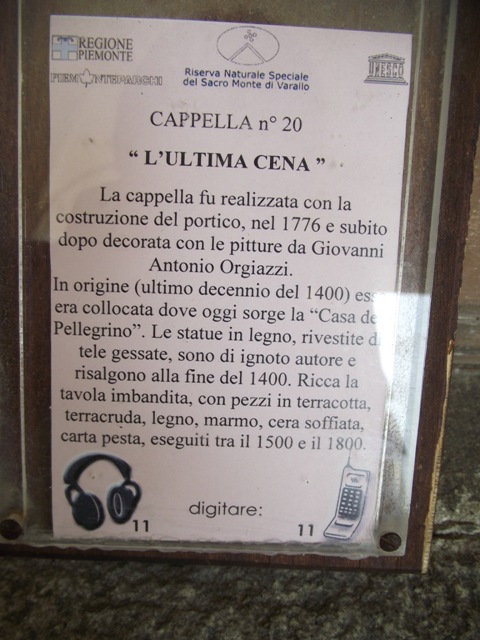 REGIONE
PIEMONTE
PIEMONTEPARCHI
Riserva Naturale Speciale
del Sacro Monte di Varallo
UNESCO
CAPPELLA n° 20
“ L’ULTIMA CENA ”
La cappella fu realizzata con la
costruzione del portico, nel 1776 e subito
dopo decorata con le pitture da Giovanni
Antonio Orgiazzi.
In origine (ultimo decennio del 1400)
era collocata dove oggi sorge la “Casa del
Pellegrino”. Le statue in legno, rivestite di
tele gessate, sono di ignoto autore e
risalgono alla fine del 1400. Ricca la
tavola imbandita, con pezzi in terracotta,
terracruda, legno, marmo, cera soffiata,
carta pesta, eseguiti tra il 1500 e il 1800.
digitare:
11 11